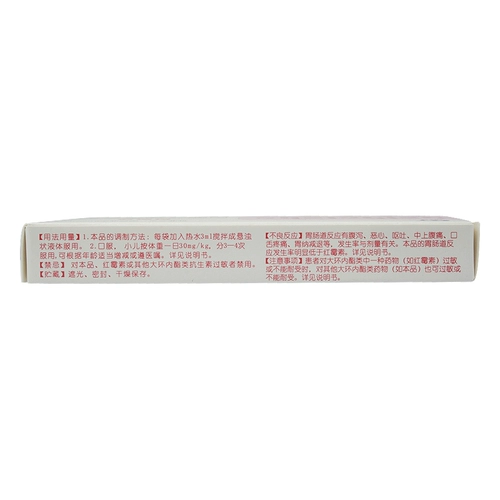 【用法用量】1.本品的调制方法：每袋加入热水3ml搅拌成悬浊
状液体服用。2.口服，小儿按体重一日30mg/kg，分3—4次
服用，可根据年龄适当增减或遵医嘱。详见说明书。
【禁忌】 对本品、红霉素或其他大环内酯类抗生素过敏者禁用。
【贮藏】遮光、密封、干燥保存。
【不良反应】胃肠道反应有腹泻、恶心、呕吐、中上腹痛、口
舌疼痛、胃纳减退等，发生率与剂量有关。本品的胃肠道反
应发生率明显低于红霉素。详见说明书。
【注意事项】患者对大环内酯类中一种药物（如红霉素）过敏
或不能耐受时，对其他大环内酯类药物（如本品）也可过敏或
不能耐受。详见说明书。